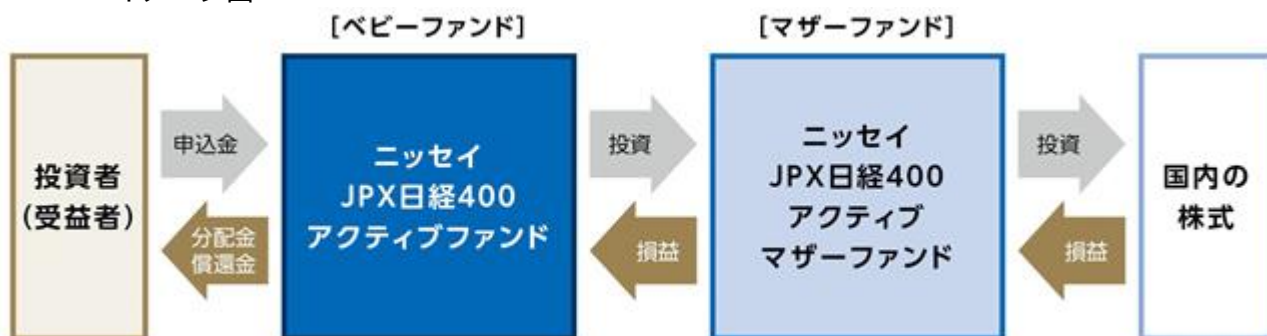 [ベビーファンド]
[マザーファンド]
投資者
(受益者)
申込金
分配金
償還金
ニッセイ
JPX日経400
アクティブファンド
投資
損益
ニッセイ
JPX日経400
アクティブ
マザーファンド
投資
損益
国内の
株式